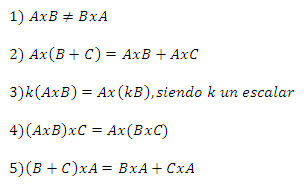 1) AxB ≠ BxA
2) Ax(B + C) = AxB + AxC
3)k(AxB) = Ax(kB),siendo k un escalar
4)(AxB)xC = Ax(BxC)
5)(B + C)xA = BxA + CxA